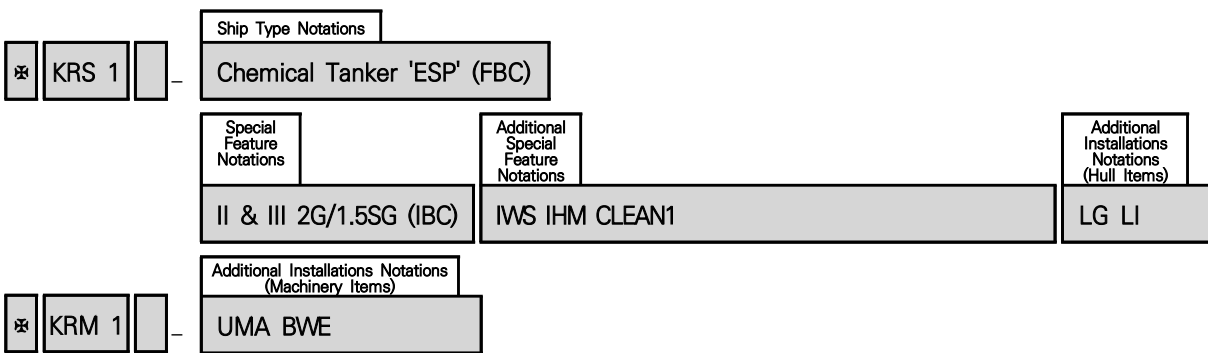 Ship Type Notations
✠ KRS 1 _ Chemical Tanker 'ESP' (FBC)
Special
Feature
Notations
Additional
Special
Feature
Notations
Additional
Installations
Notations
(Hull Items)
II & III 2G/1.5SG (IBC) IWS IHM CLEAN1 LG LI
Additional Installations Notations
(Machinery Items)
✠ KRM 1 _ UMA BWE